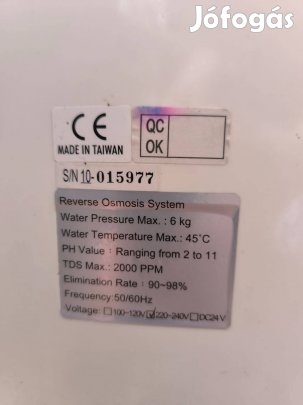 Jófogás
CE
MADE IN TAIWAN
QC
OK
S/N 10-015977
Reverse Osmosis System
Water Pressure Max. : 6 kg
Water Temperature Max.: 45°C
PH Value : Ranging from 2 to 11
TDS Max.: 2000 PPM
Elimination Rate : 90~98%
Frequency:50/60Hz
Voltage: ☐100~120V ☑220~240V ☐DC24V